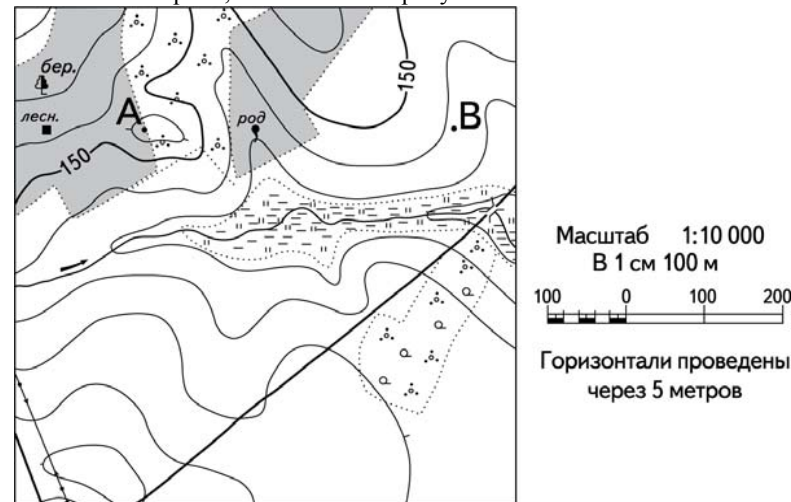 бер.
150
лесн.
А
род
В
150
Масштаб 1:10 000
В 1 см 100 м
100 0 100 200
Горизонтали проведены
через 5 метров